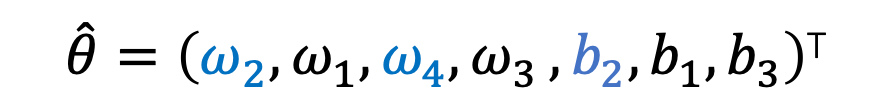 θ̂ = (ω₂, ω₁, ω₄, ω₃ , b₂, b₁, b₃)ᵀ